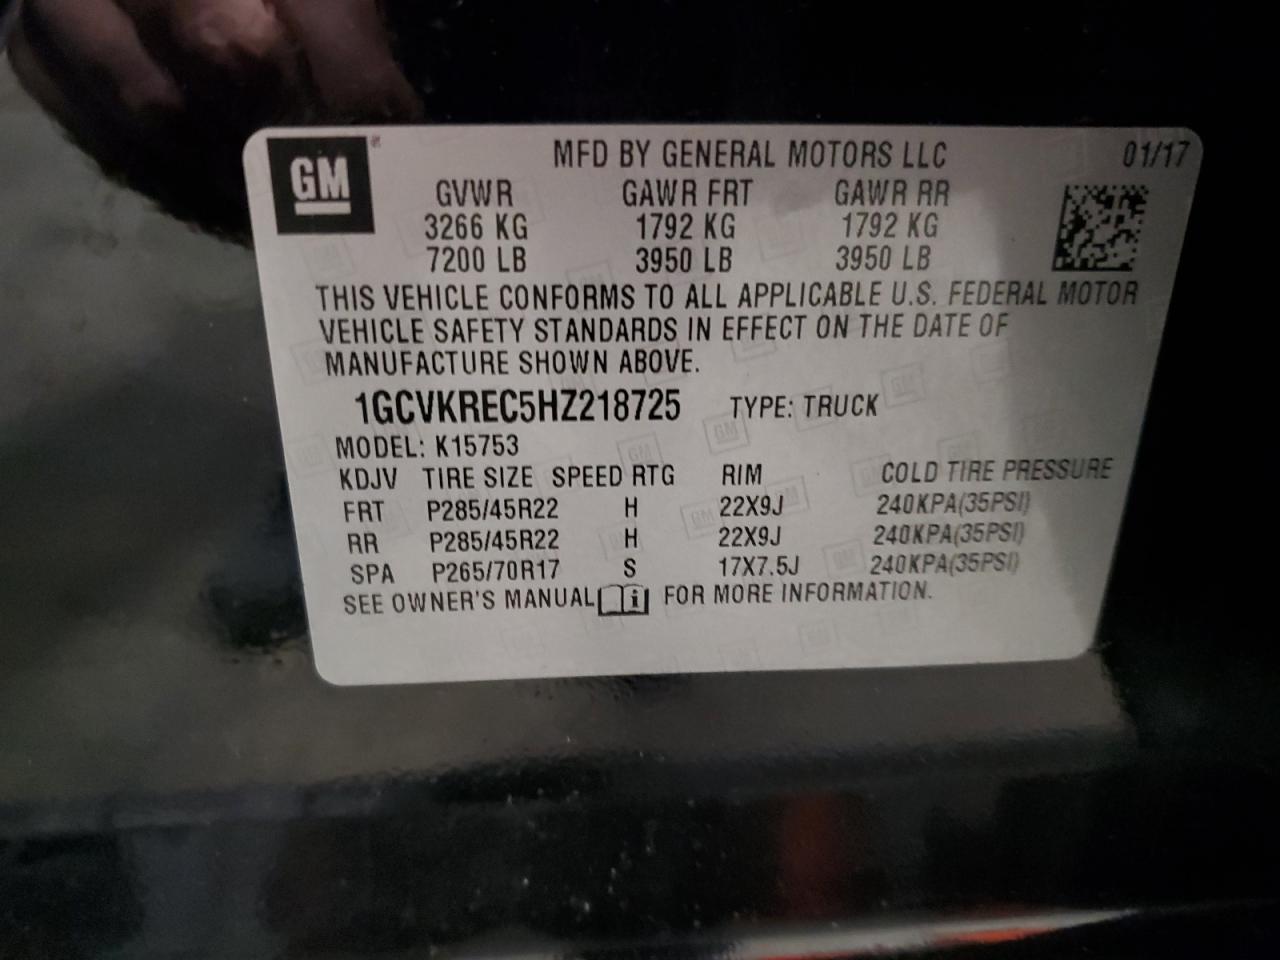 GM ®
MFD BY GENERAL MOTORS LLC 01/17
GVWR GAWR FRT GAWR RR
3266 KG 1792 KG 1792 KG
7200 LB 3950 LB 3950 LB
THIS VEHICLE CONFORMS TO ALL APPLICABLE U.S. FEDERAL MOTOR
VEHICLE SAFETY STANDARDS IN EFFECT ON THE DATE OF
MANUFACTURE SHOWN ABOVE.
1GCVKREC5HZ218725 TYPE: TRUCK
MODEL: K15753
KDJV TIRE SIZE SPEED RTG RIM COLD TIRE PRESSURE
FRT P285/45R22 H 22X9J 240KPA(35PSI)
RR P285/45R22 H 22X9J 240KPA(35PSI)
SPA P265/70R17 S 17X7.5J 240KPA(35PSI)
SEE OWNER'S MANUAL i FOR MORE INFORMATION.